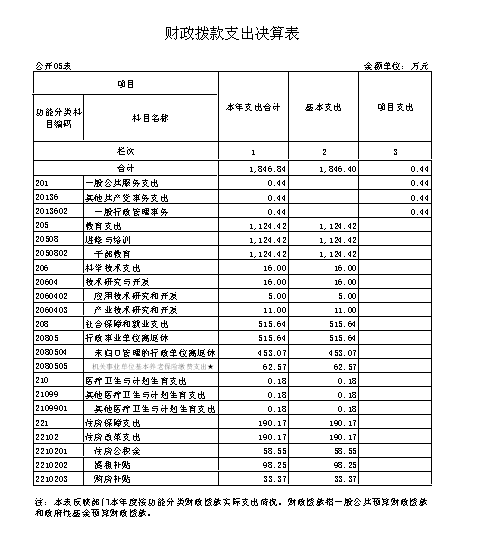 财政拨款支出决算表
公开05表 金额单位：万元
项目 本年支出合计 基本支出 项目支出
功能分类科目编码 科目名称
栏次 1 2 3
合计 1,846.84 1,846.40 0.44
201 一般公共服务支出 0.44 0.44
20136 其他共产党事务支出 0.44 0.44
2013602 一般行政管理事务 0.44 0.44
205 教育支出 1,124.42 1,124.42
20508 进修与培训 1,124.42 1,124.42
2050802 干部教育 1,124.42 1,124.42
206 科学技术支出 16.00 16.00
20604 技术研究与开发 16.00 16.00
2060402 应用技术研究和开发 5.00 5.00
2060403 产业技术研究和开发 11.00 11.00
208 社会保障和就业支出 515.64 515.64
20805 行政事业单位离退休 515.64 515.64
2080504 未归口管理的行政单位离退休 453.07 453.07
2080505 机关事业单位基本养老保险缴费支出★ 62.57 62.57
210 医疗卫生与计划生育支出 0.18 0.18
21099 其他医疗卫生与计划生育支出 0.18 0.18
2109901 其他医疗卫生与计划生育支出 0.18 0.18
221 住房保障支出 190.17 190.17
22102 住房改革支出 190.17 190.17
2210201 住房公积金 58.55 58.55
2210202 提租补贴 98.25 98.25
2210203 购房补贴 33.37 33.37
注：本表反映部门本年度按功能分类财政拨款实际支出情况。财政拨款指一般公共预算财政拨款
和政府性基金预算财政拨款。